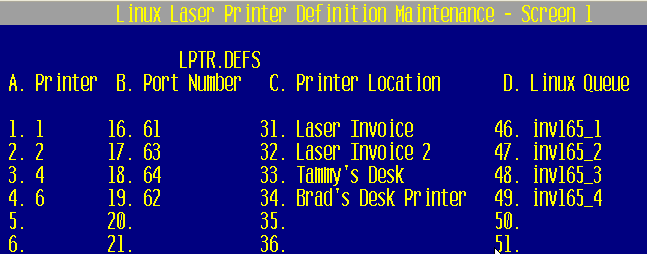 Linux Laser Printer Definition Maintenance - Screen 1
LPTR.DEFS
A. Printer B. Port Number C. Printer Location D. Linux Queue
1. 1 16. 61 31. Laser Invoice 46. inv165_1
2. 2 17. 63 32. Laser Invoice 2 47. inv165_2
3. 4 18. 64 33. Tammy's Desk 48. inv165_3
4. 6 19. 62 34. Brad's Desk Printer 49. inv165_4
5. 20. 35. 50.
6. 21. 36. 51.